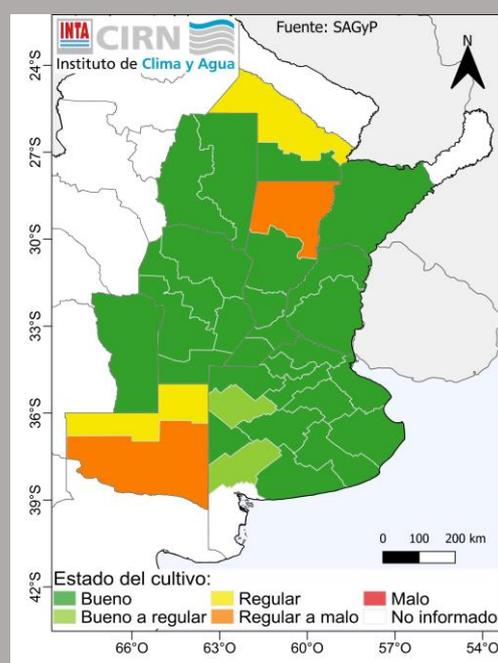 INTA CIRN
Instituto de Clima y Agua
Fuente: SAGyP
N
24°S
27°S
30°S
33°S
36°S
39°S
42°S
0 100 200 km
Estado del cultivo:
Bueno Regular Malo
Bueno a regular Regular a malo No informado
66°O 63°O 60°O 57°O 54°O